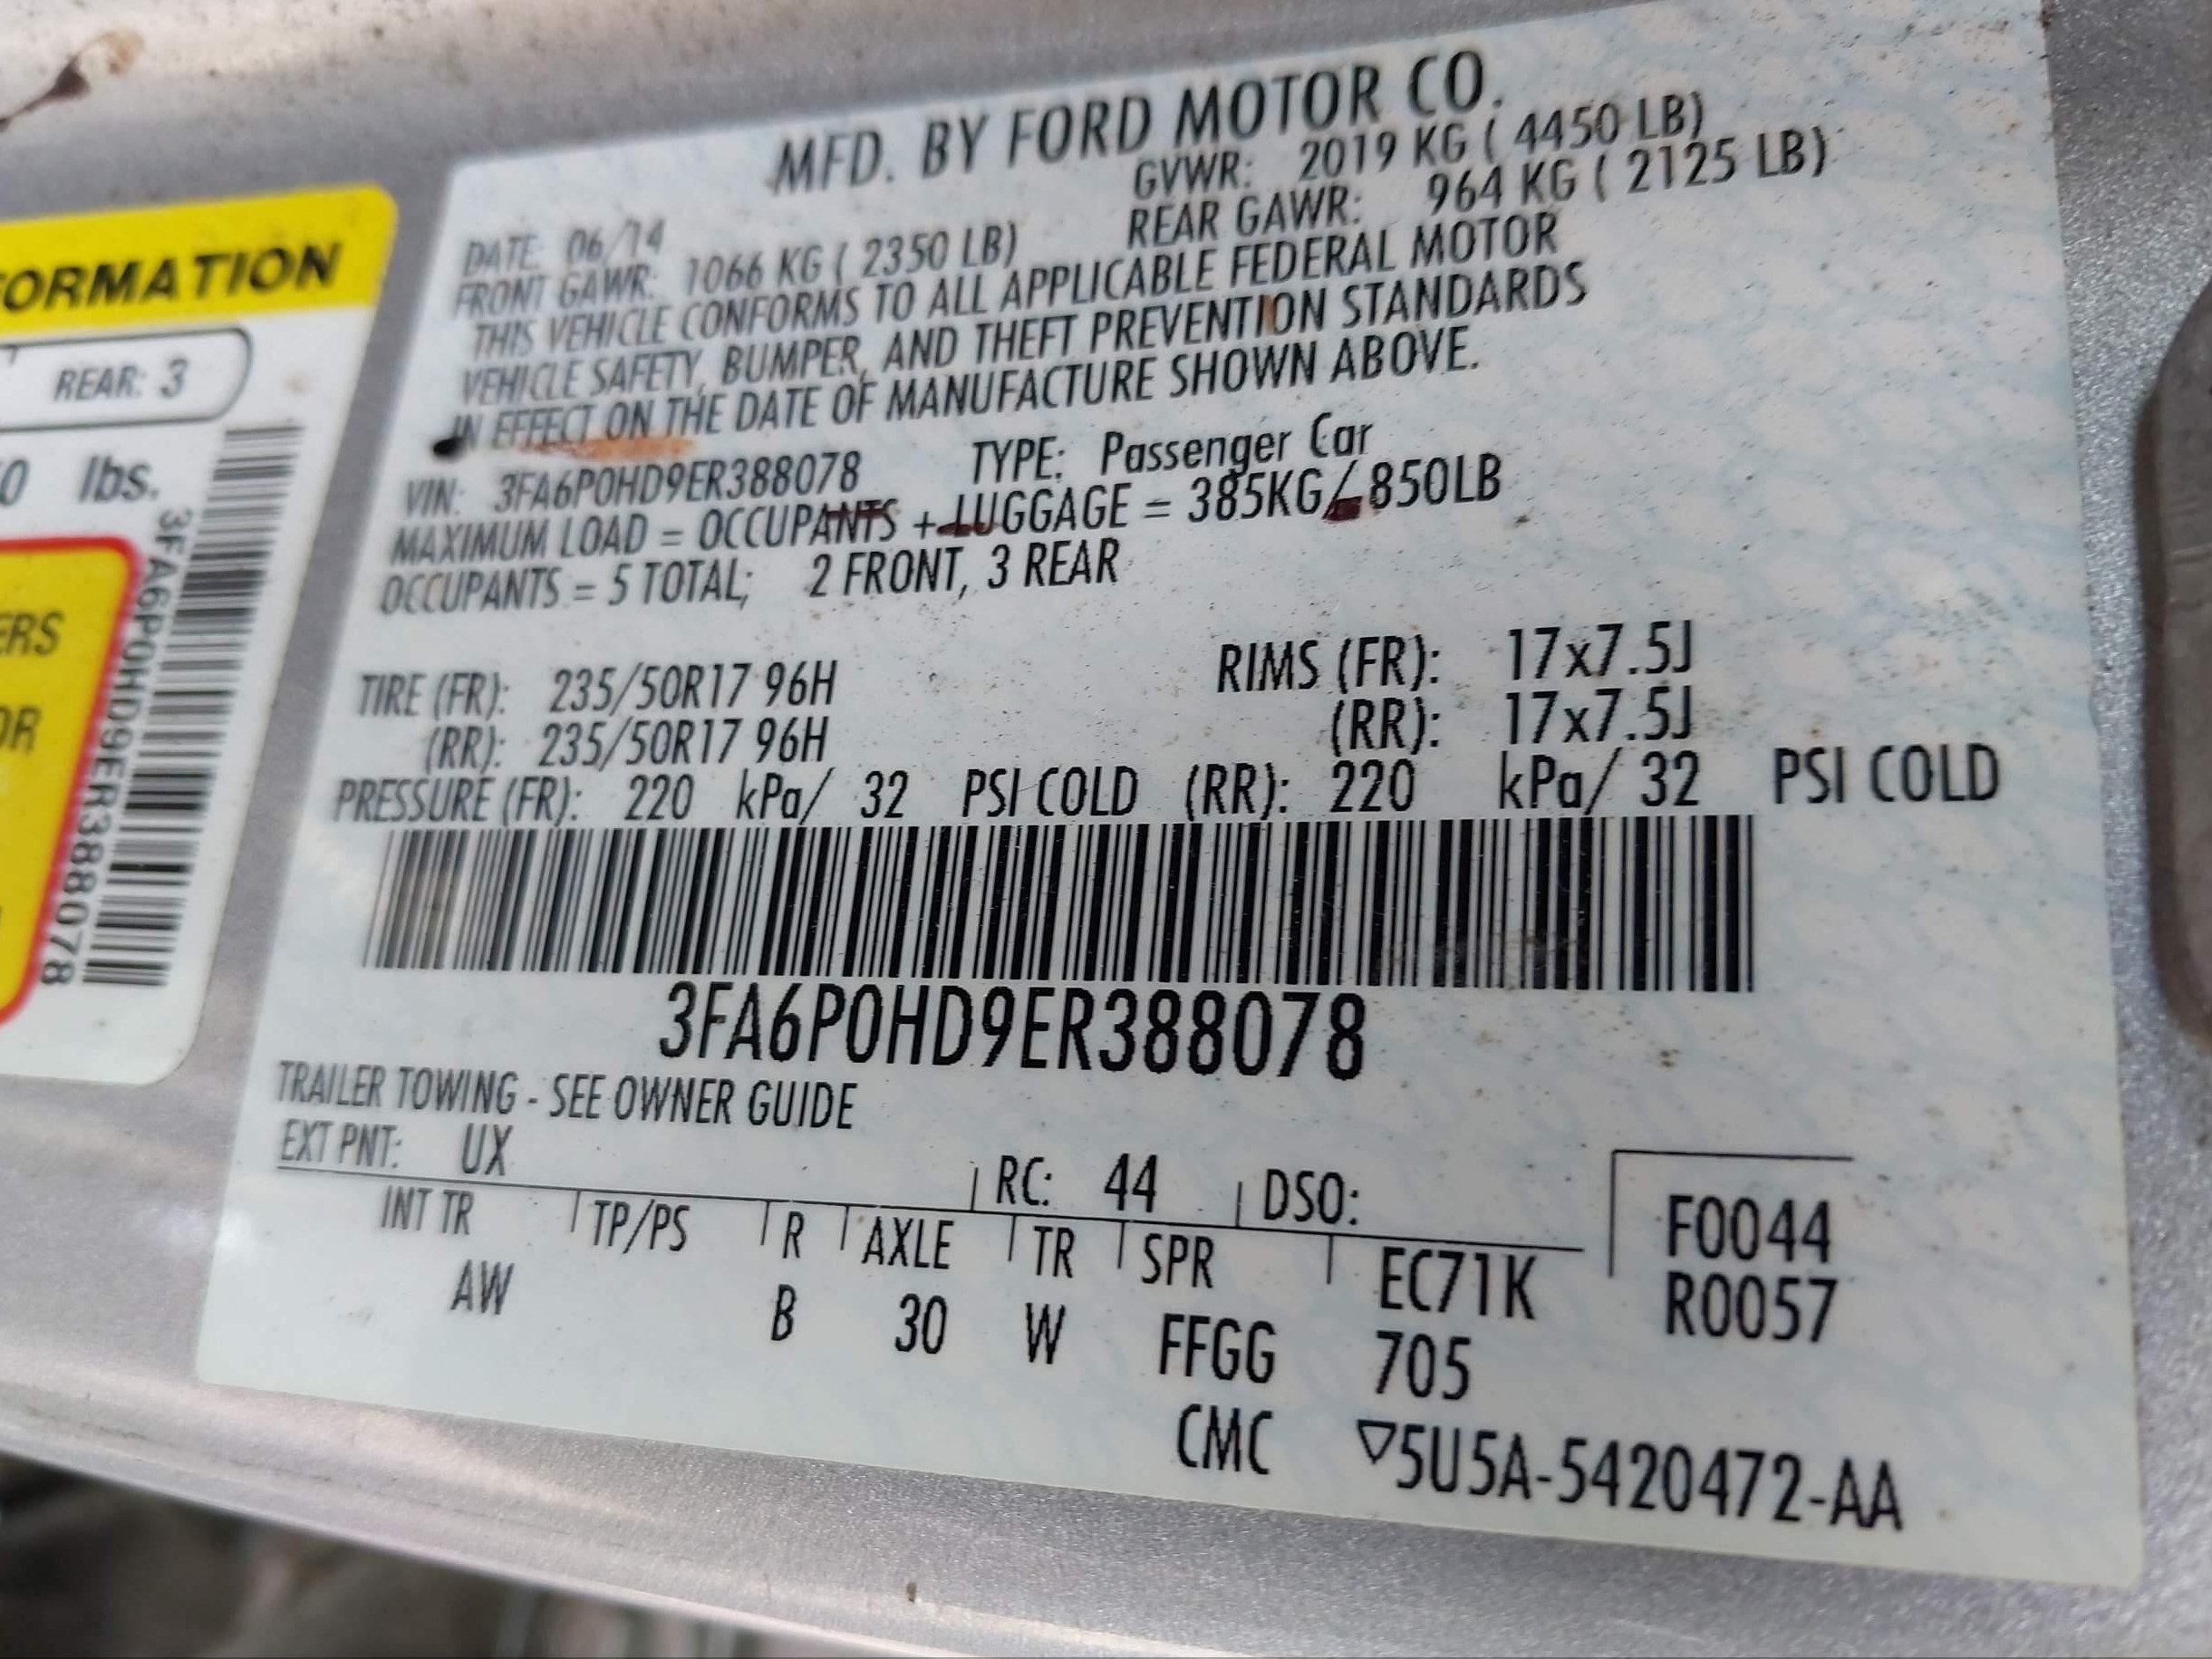 ORMATION
REAR: 3
0 lbs.
ERS
OR
3FA6P0HD9ER388078
MFD. BY FORD MOTOR CO.
DATE: 06/14 GVWR: 2019 KG ( 4450 LB)
FRONT GAWR: 1066 KG ( 2350 LB) REAR GAWR: 964 KG ( 2125 LB)
THIS VEHICLE CONFORMS TO ALL APPLICABLE FEDERAL MOTOR
VEHICLE SAFETY, BUMPER, AND THEFT PREVENTION STANDARDS
IN EFFECT ON THE DATE OF MANUFACTURE SHOWN ABOVE.
VIN: 3FA6P0HD9ER388078 TYPE: Passenger Car
MAXIMUM LOAD = OCCUPANTS + LUGGAGE = 385KG/ 850LB
OCCUPANTS = 5 TOTAL; 2 FRONT, 3 REAR
TIRE (FR): 235/50R17 96H RIMS (FR): 17x7.5J
(RR): 235/50R17 96H (RR): 17x7.5J
PRESSURE (FR): 220 kPa/ 32 PSI COLD (RR): 220 kPa/ 32 PSI COLD
3FA6P0HD9ER388078
TRAILER TOWING - SEE OWNER GUIDE
EXT PNT: UX RC: 44 DSO: F0044
INT TR TP/PS R AXLE TR SPR EC71K R0057
AW B 30 W FFGG 705
CMC ▽5U5A-5420472-AA